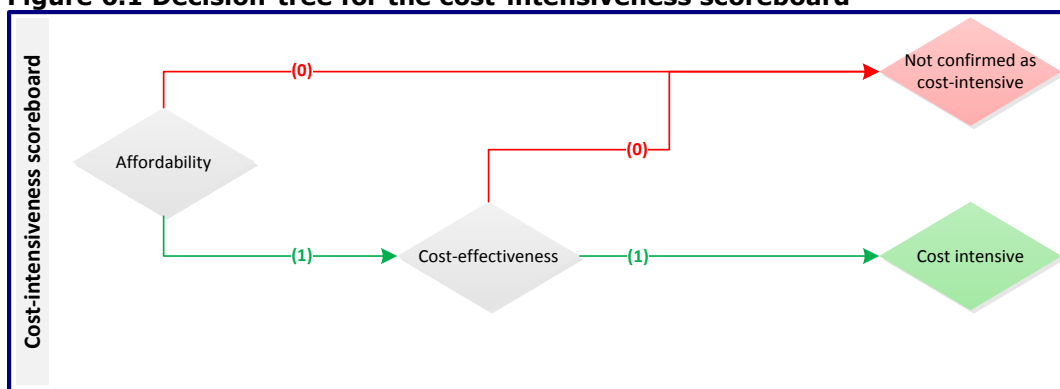 Figure 6.1 Decision-tree for the cost-intensiveness scoreboard
Cost-intensiveness scoreboard
(0)
Not confirmed as
cost-intensive
Affordability
(0)
(1)
Cost-effectiveness
(1)
Cost intensive